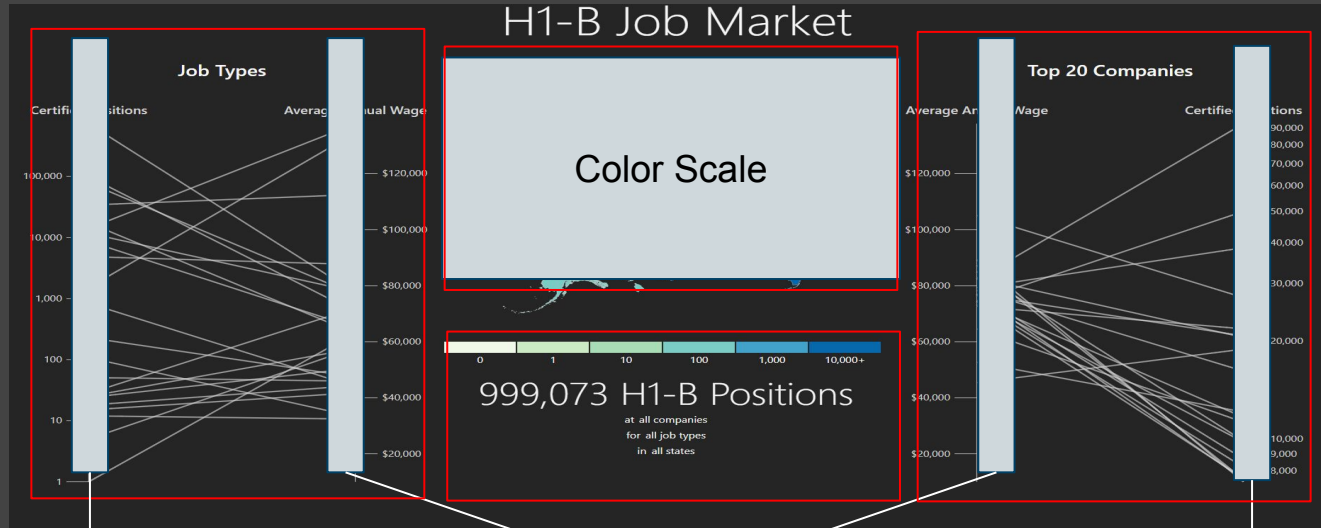 H1-B Job Market
Job Types
Certifi itions
Averag ual Wage
100,000
10,000
1,000
100
10
1
$120,000
$100,000
$80,000
$60,000
$40,000
$20,000
Color Scale
0 1 10 100 1,000 10,000+
999,073 H1-B Positions
at all companies
for all job types
in all states
Top 20 Companies
Average An Wage
Certifie tions
$120,000
$100,000
$80,000
$60,000
$40,000
$20,000
90,000
80,000
70,000
60,000
50,000
40,000
30,000
20,000
10,000
9,000
8,000